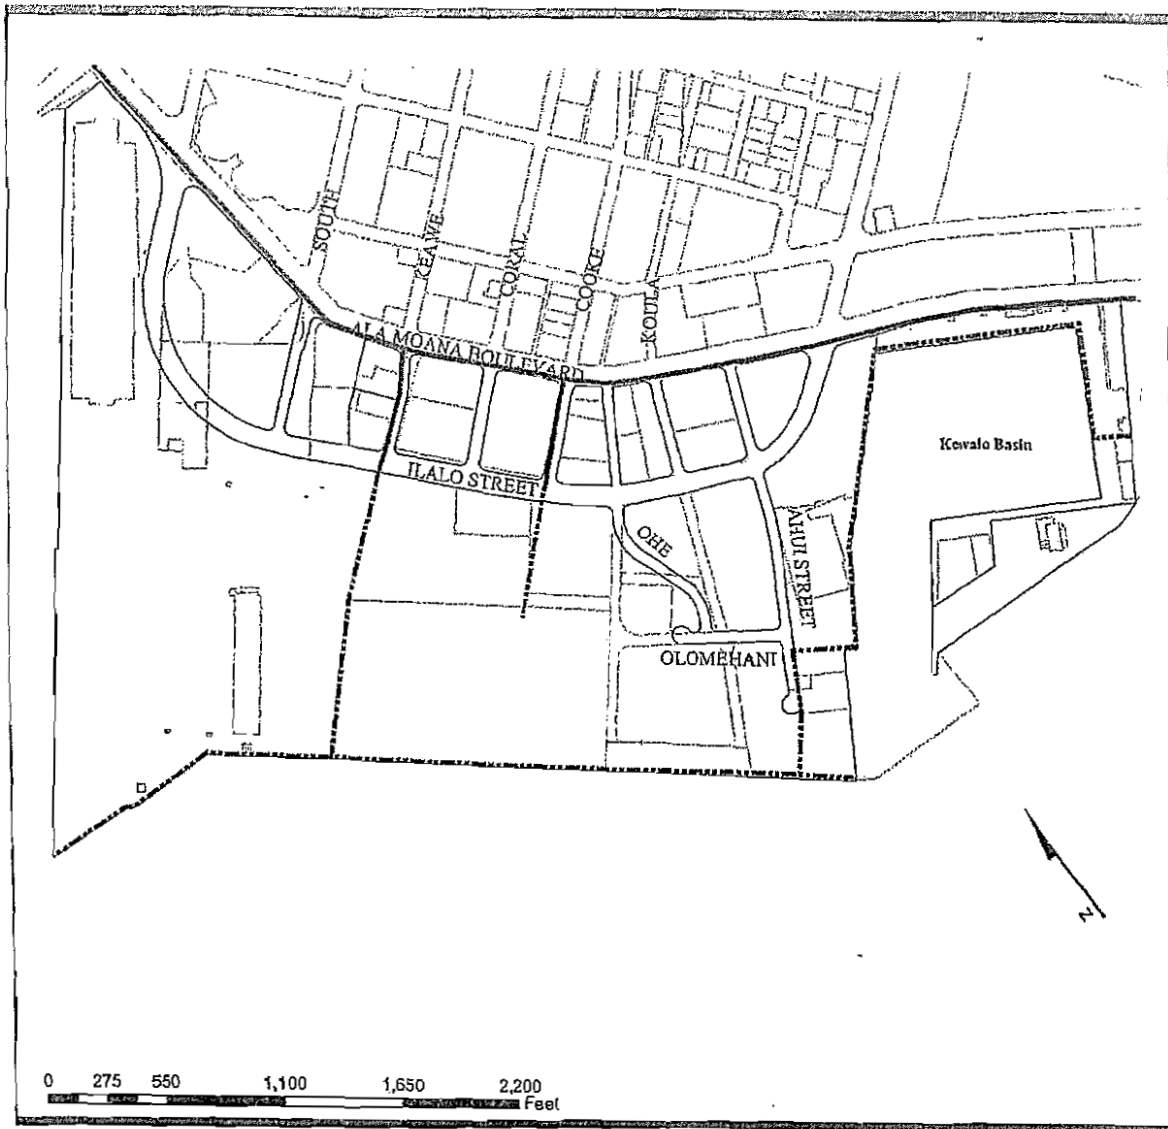 SOUTH
KEAWE
CORAL
COOKE
KOULA
ALA MOANA BOULEVARD
Kewalo Basin
ILALO STREET
OHE
AHUI STREET
OLOMEHANI
N
0 275 550 1,100 1,650 2,200
Feet